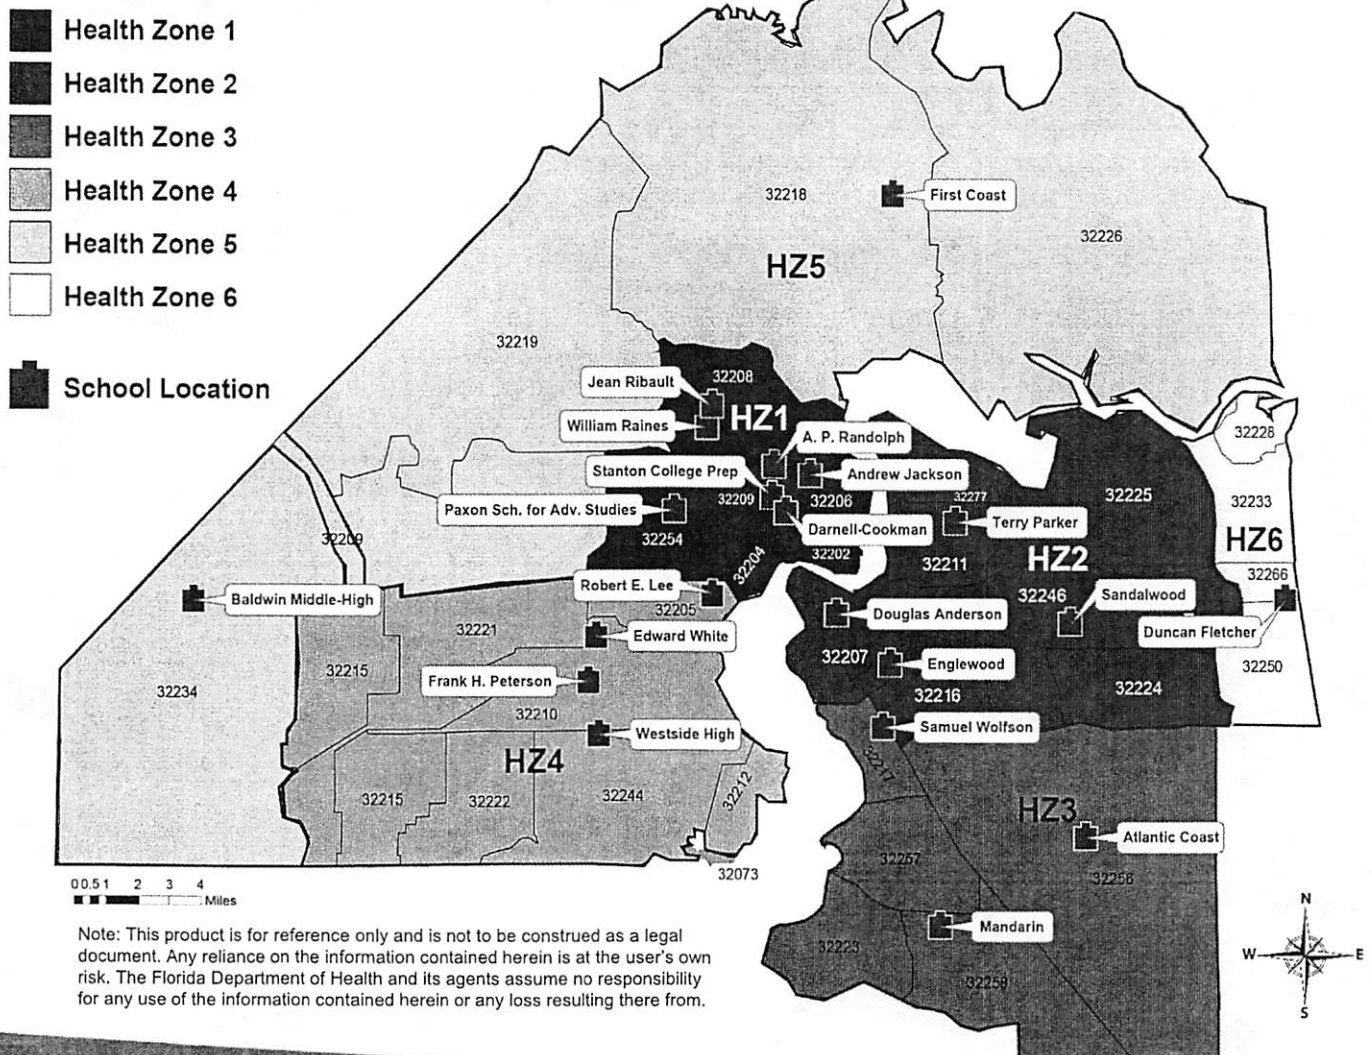 Health Zone 1
Health Zone 2
Health Zone 3
Health Zone 4
Health Zone 5
Health Zone 6
School Location
32218
First Coast
32226
HZ5
32219
32208
Jean Ribault
HZ1
William Raines
A. P. Randolph
32228
Stanton College Prep
Andrew Jackson
32209
32206
32277
32225
32233
Paxon Sch. for Adv. Studies
Darnell-Cookman
Terry Parker
32209
32254
32204
32202
32211
HZ2
HZ6
32266
Baldwin Middle-High
Robert E. Lee
32205
32246
Sandalwood
Douglas Anderson
32221
Edward White
Duncan Fletcher
32207
Englewood
32250
32215
Frank H. Peterson
32234
32216
32224
32210
Westside High
Samuel Wolfson
HZ4
32217
32215
32222
32244
32212
HZ3
Atlantic Coast
32257
32256
32073
0 0.5 1 2 3 4
Miles
Mandarin
32223
32258
N
W
E
S
Note: This product is for reference only and is not to be construed as a legal
document. Any reliance on the information contained herein is at the user's own
risk. The Florida Department of Health and its agents assume no responsibility
for any use of the information contained herein or any loss resulting there from.